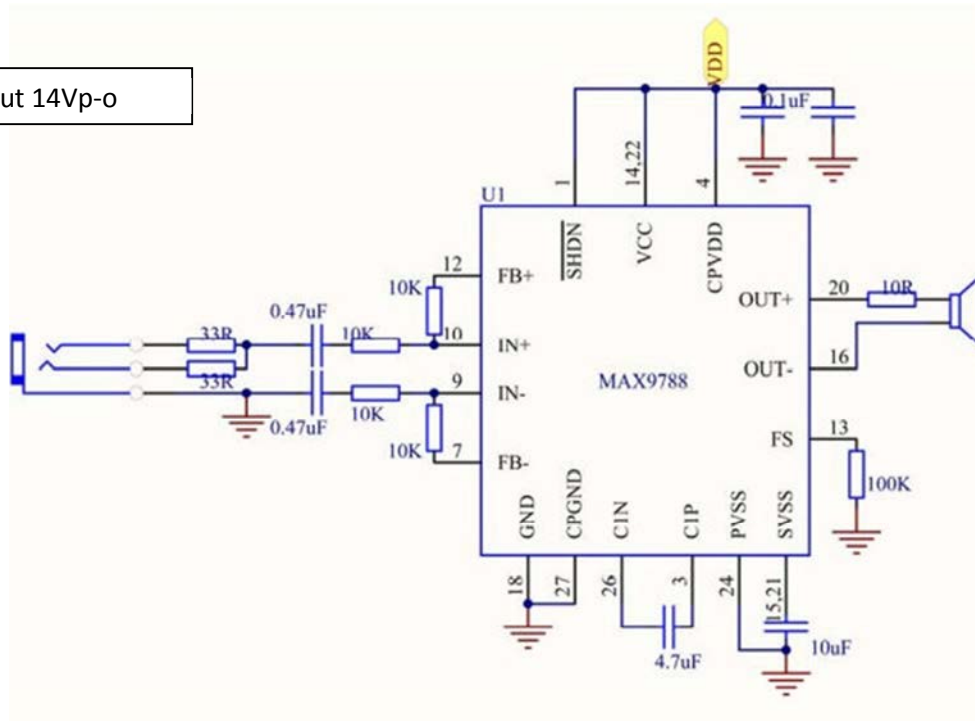 ut 14Vp-o
VDD
0.1uF
1
14,22
4
U1
SHDN
VCC
CPVDD
12
FB+
10K
0.47uF
33R
10K
10
IN+
OUT+
20
10R
33R
9
IN-
MAX9788
OUT-
16
0.47uF
10K
10K
7
FB-
FS
13
100K
GND
CPGND
C1N
C1P
PVSS
SVSS
18
27
26
3
24
15,21
4.7uF
10uF